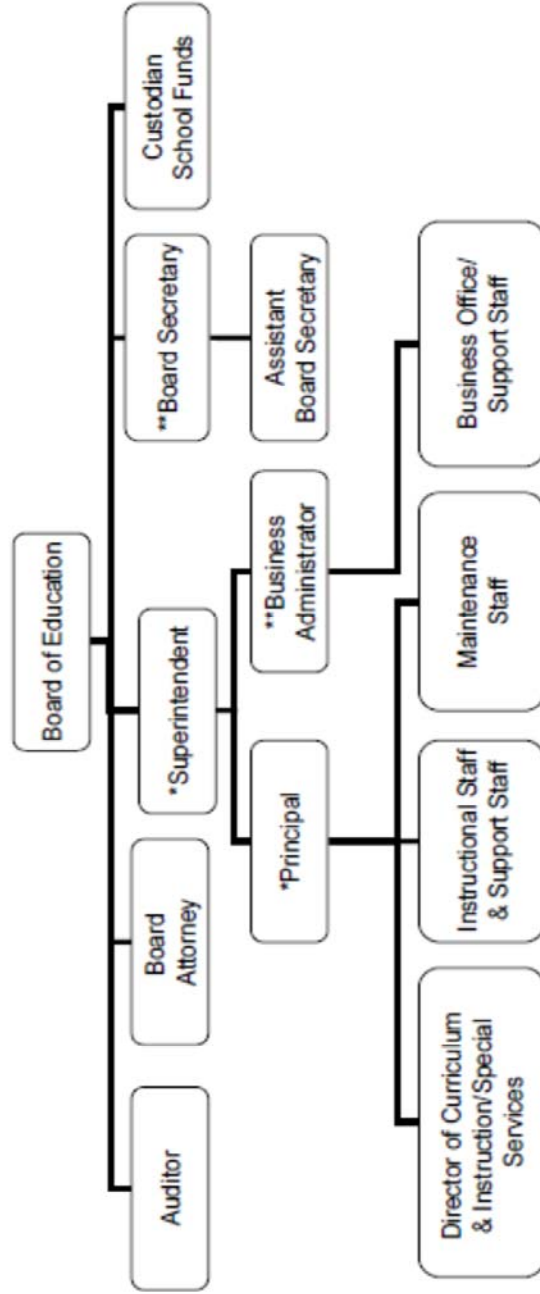 Board of Education
Auditor
Board
Attorney
*Superintendent
**Board Secretary
Custodian
School Funds
*Principal
**Business
Administrator
Assistant
Board Secretary
Director of Curriculum
& Instruction/Special
Services
Instructional Staff
& Support Staff
Maintenance
Staff
Business Office/
Support Staff